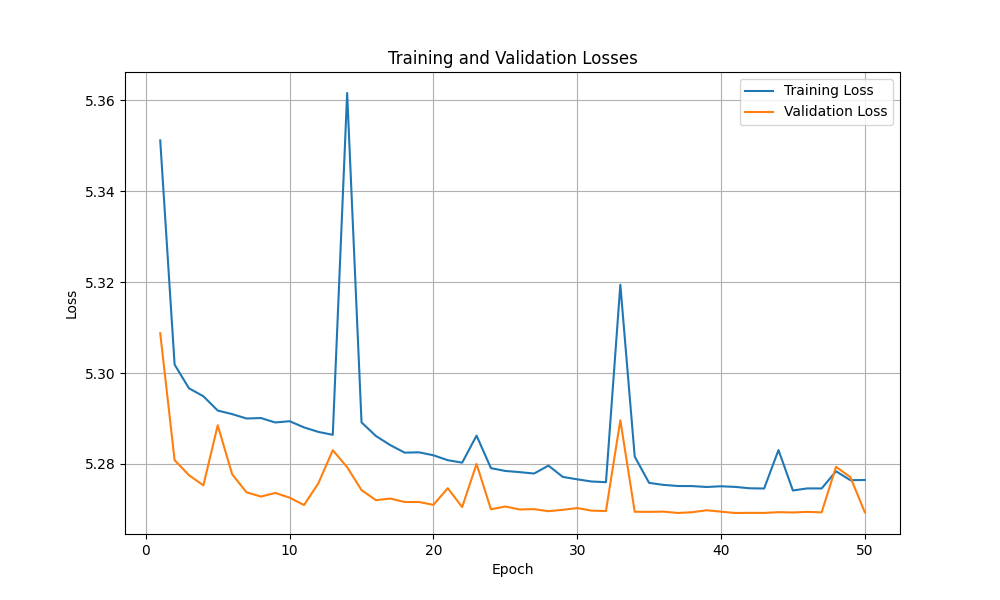 Training and Validation Losses
Training Loss
Validation Loss
5.36
5.34
5.32
5.30
5.28
Loss
0
10
20
30
40
50
Epoch